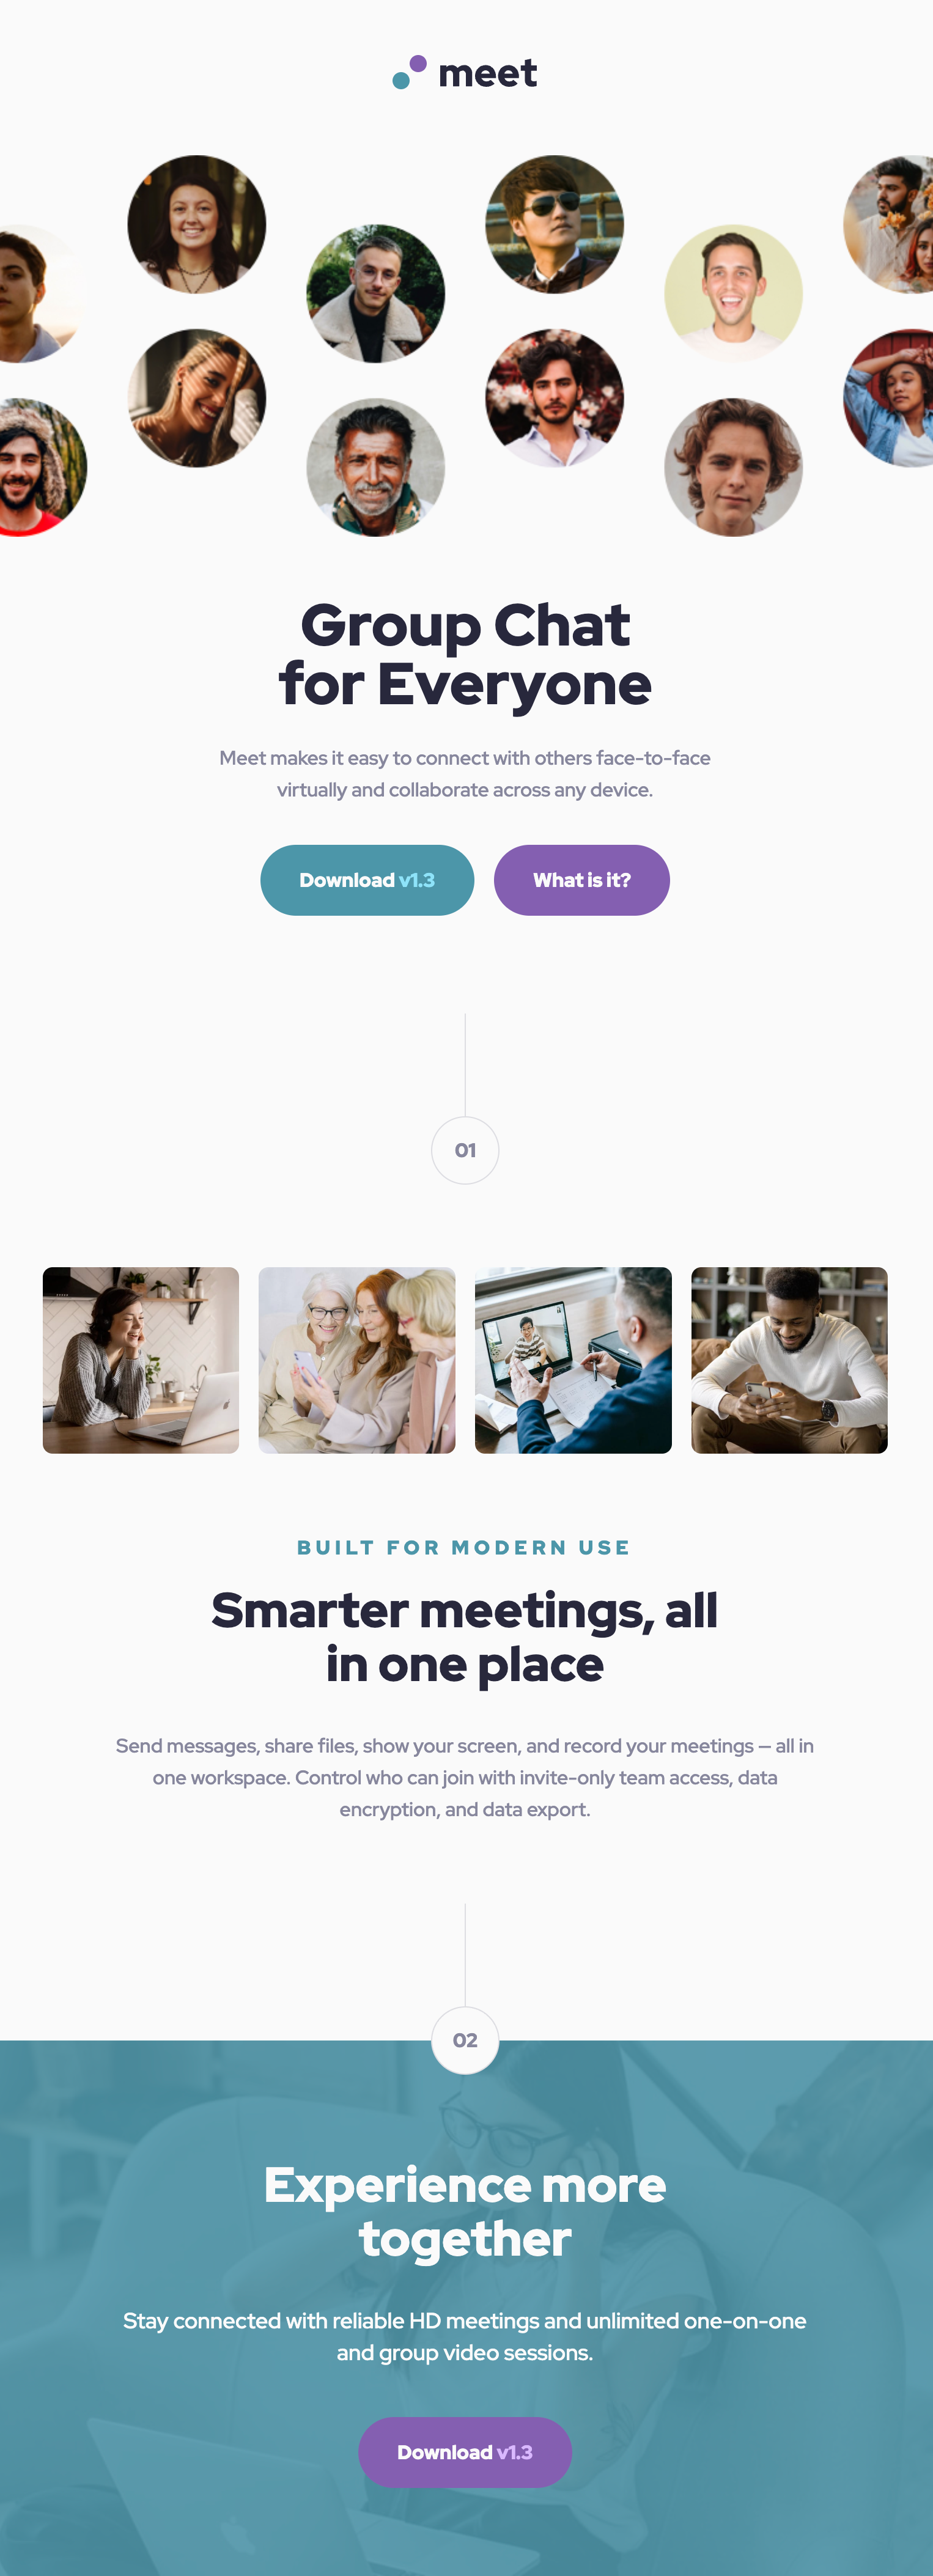 meet
Group Chat
for Everyone
Meet makes it easy to connect with others face-to-face
virtually and collaborate across any device.
Download v1.3
What is it?
01
BUILT FOR MODERN USE
Smarter meetings, all
in one place
Send messages, share files, show your screen, and record your meetings — all in
one workspace. Control who can join with invite-only team access, data
encryption, and data export.
02
Experience more
together
Stay connected with reliable HD meetings and unlimited one-on-one
and group video sessions.
Download v1.3